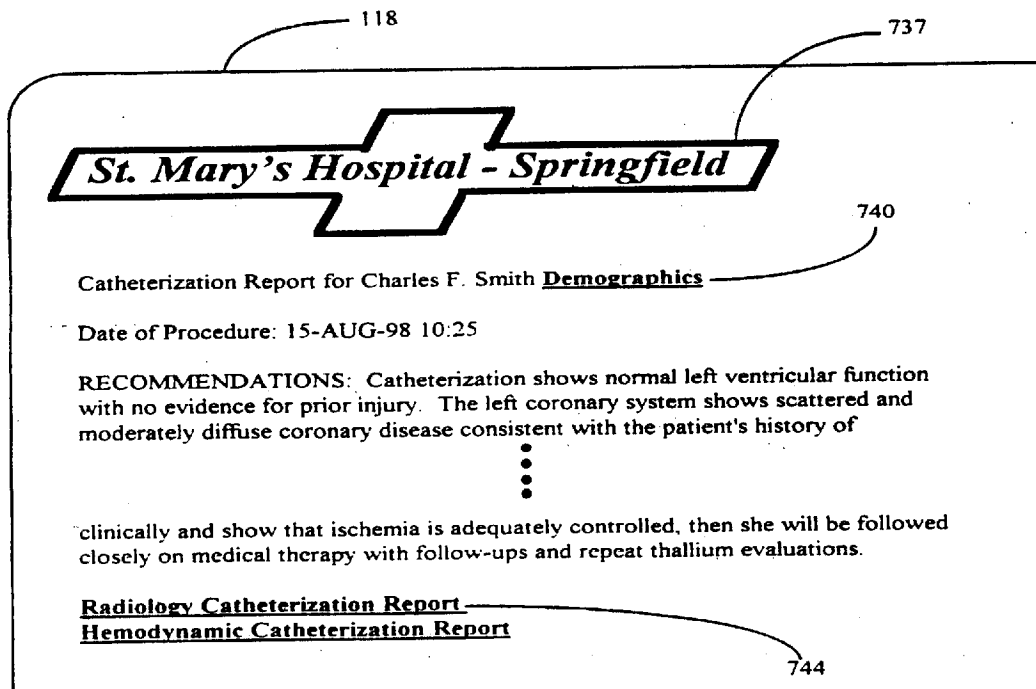 118
737
St. Mary's Hospital - Springfield
740
Catheterization Report for Charles F. Smith Demographics
Date of Procedure: 15-AUG-98 10:25
RECOMMENDATIONS: Catheterization shows normal left ventricular function
with no evidence for prior injury. The left coronary system shows scattered and
moderately diffuse coronary disease consistent with the patient's history of
clinically and show that ischemia is adequately controlled, then she will be followed
closely on medical therapy with follow-ups and repeat thallium evaluations.
Radiology Catheterization Report
Hemodynamic Catheterization Report
744